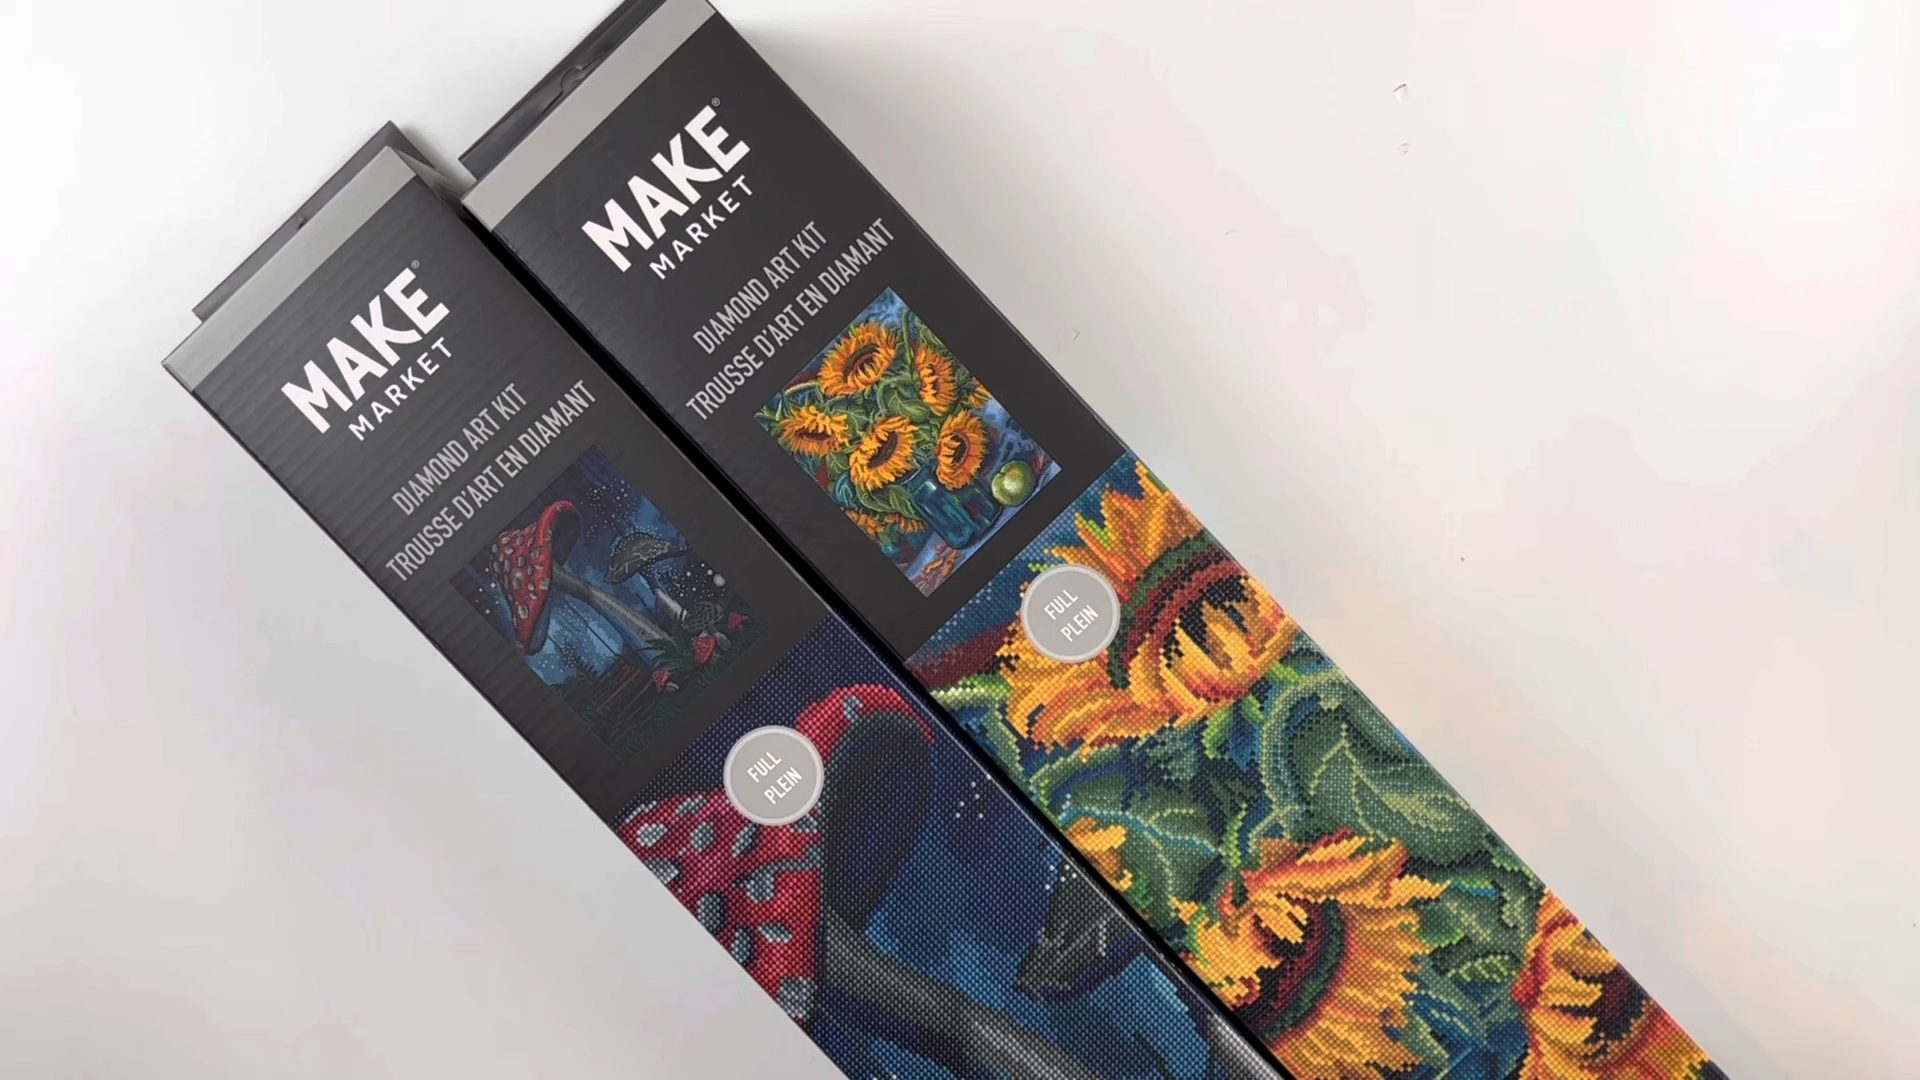 MAKE®
MARKET
DIAMOND ART KIT
TROUSSE D'ART EN DIAMANT
FULL
PLEIN
MAKE®
MARKET
DIAMOND ART KIT
TROUSSE D'ART EN DIAMANT
FULL
PLEIN